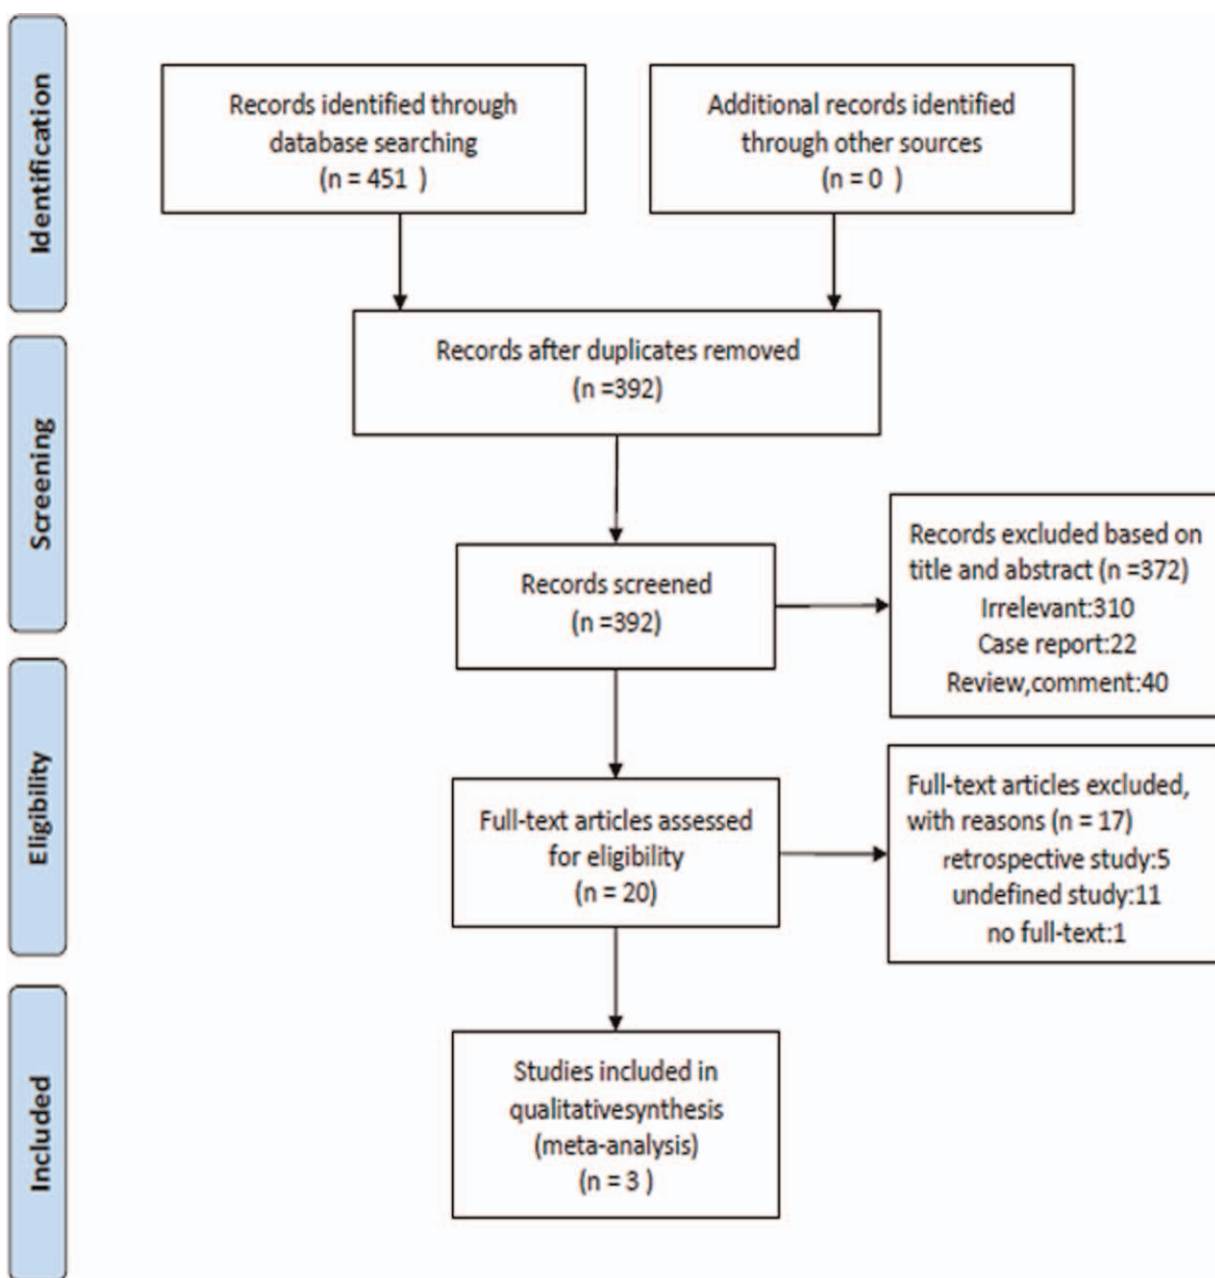 Identification
Records identified through
database searching
(n = 451 )
Additional records identified
through other sources
(n = 0 )
Records after duplicates removed
(n =392)
Screening
Records screened
(n =392)
Records excluded based on
title and abstract (n =372)
Irrelevant:310
Case report:22
Review,comment:40
Eligibility
Full-text articles assessed
for eligibility
(n = 20)
Full-text articles excluded,
with reasons (n = 17)
retrospective study:5
undefined study:11
no full-text:1
Included
Studies included in
qualitativesynthesis
(meta-analysis)
(n = 3 )